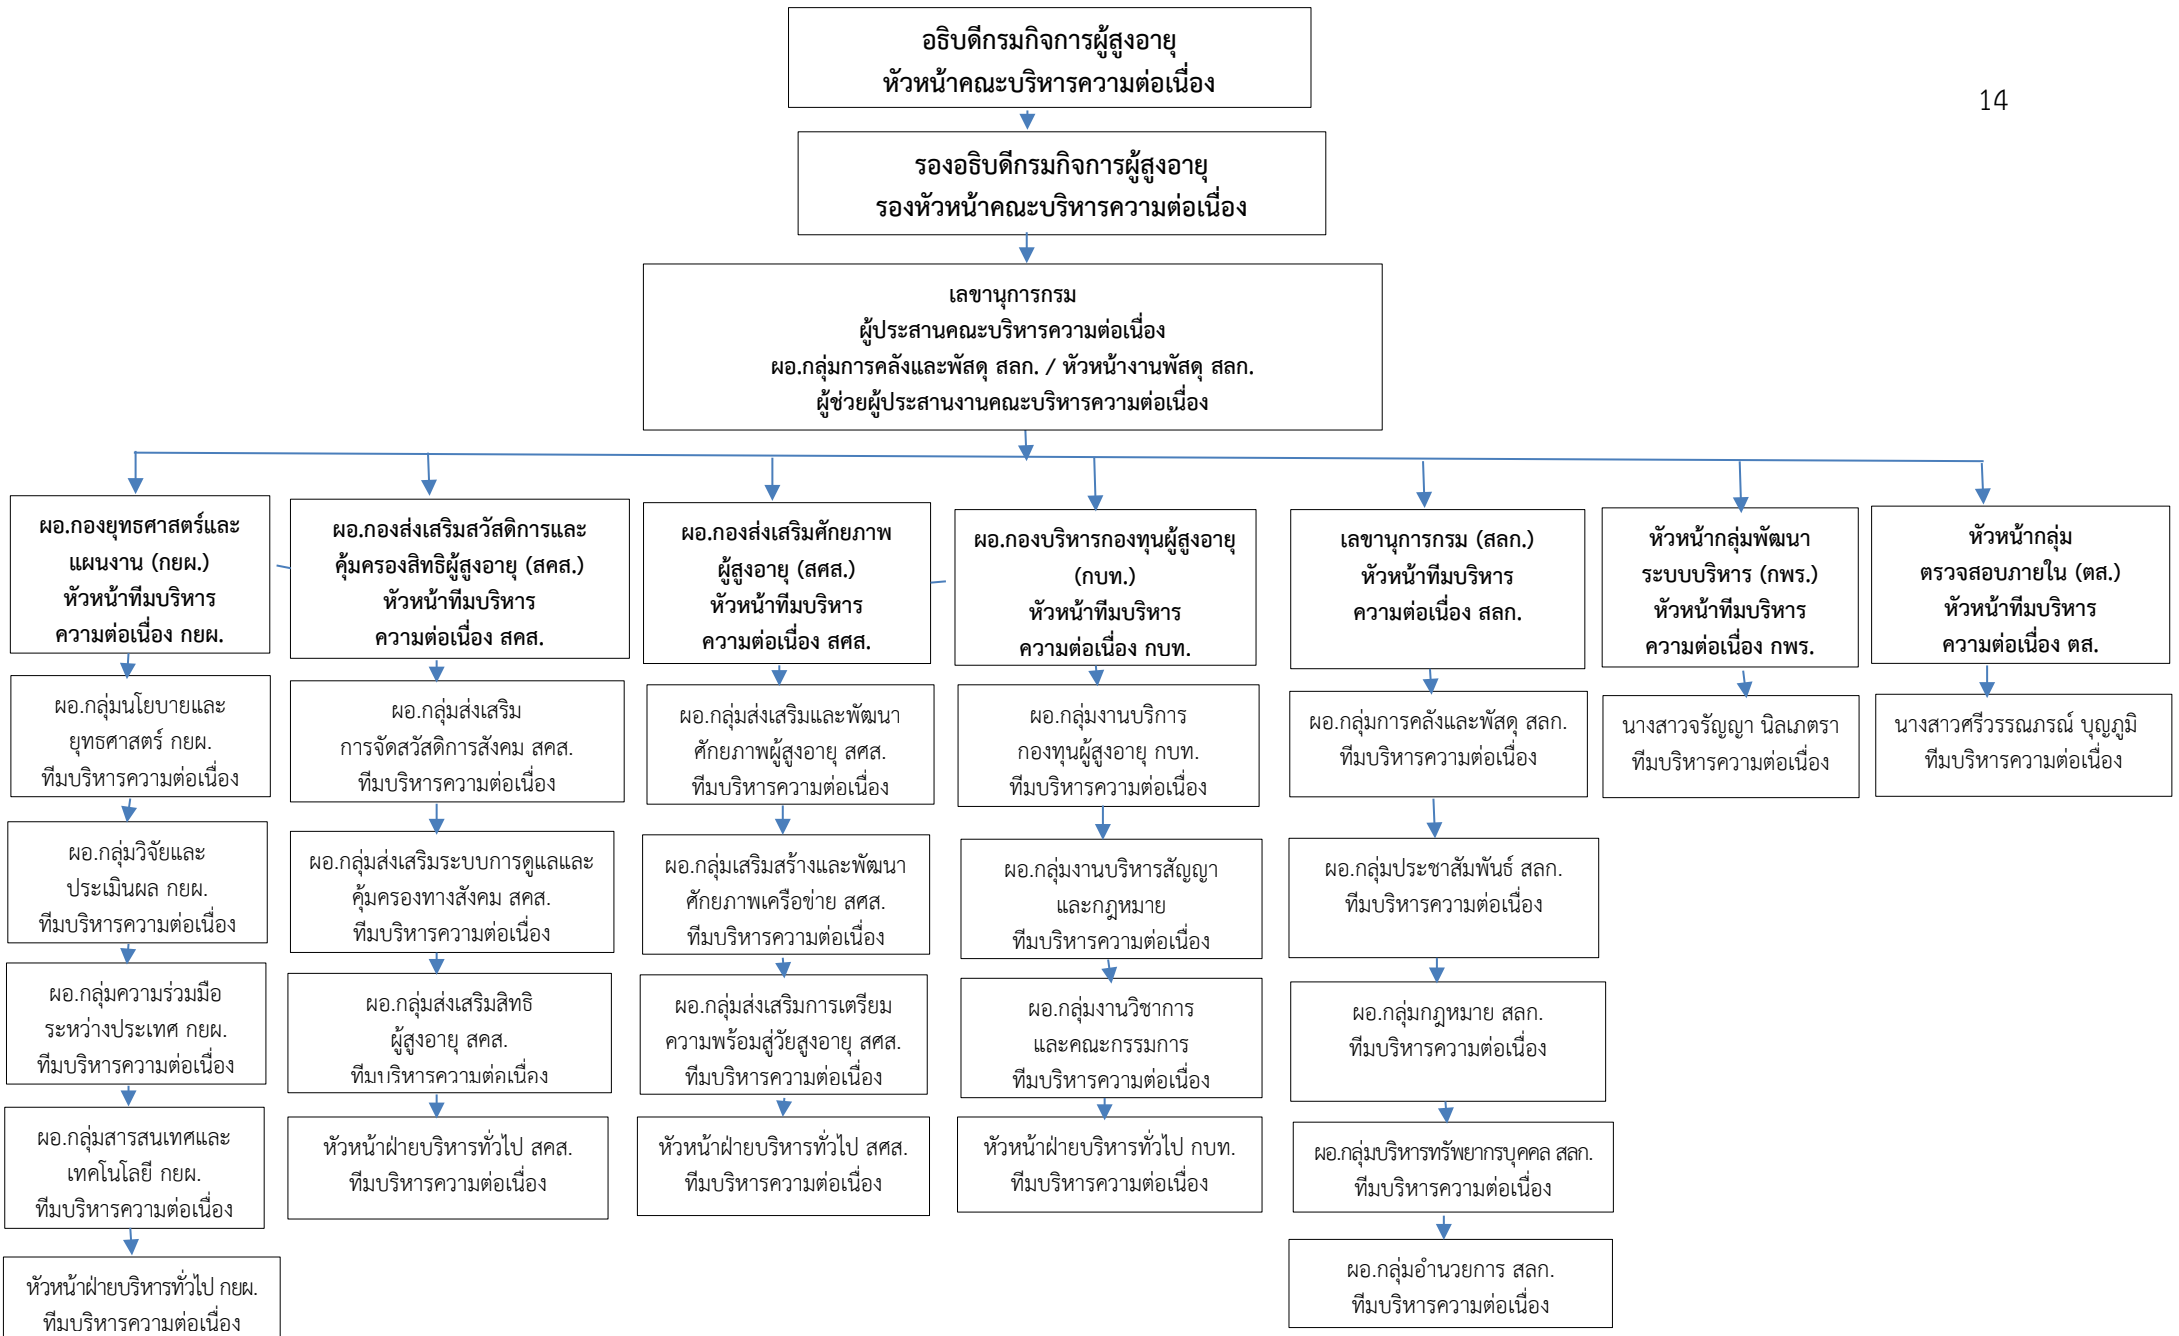 อธิบดีกรมกิจการผู้สูงอายุ
หัวหน้าคณะบริหารความต่อเนื่อง
14
รองอธิบดีกรมกิจการผู้สูงอายุ
รองหัวหน้าคณะบริหารความต่อเนื่อง
เลขานุการกรม
ผู้ประสานคณะบริหารความต่อเนื่อง
ผอ.กลุ่มการคลังและพัสดุ สลก. / หัวหน้างานพัสดุ สลก.
ผู้ช่วยผู้ประสานงานคณะบริหารความต่อเนื่อง
ผอ.กองยุทธศาสตร์และ
แผนงาน (กยผ.)
หัวหน้าทีมบริหาร
ความต่อเนื่อง กยผ.
ผอ.กองส่งเสริมสวัสดิการและ
คุ้มครองสิทธิผู้สูงอายุ (สคส.)
หัวหน้าทีมบริหาร
ความต่อเนื่อง สคส.
ผอ.กองส่งเสริมศักยภาพ
ผู้สูงอายุ (สศส.)
หัวหน้าทีมบริหาร
ความต่อเนื่อง สศส.
ผอ.กองบริหารกองทุนผู้สูงอายุ
(กบท.)
หัวหน้าทีมบริหาร
ความต่อเนื่อง กบท.
เลขานุการกรม (สลก.)
หัวหน้าทีมบริหาร
ความต่อเนื่อง สลก.
หัวหน้ากลุ่มพัฒนา
ระบบบริหาร (กพร.)
หัวหน้าทีมบริหาร
ความต่อเนื่อง กพร.
หัวหน้ากลุ่ม
ตรวจสอบภายใน (ตส.)
หัวหน้าทีมบริหาร
ความต่อเนื่อง ตส.
ผอ.กลุ่มนโยบายและ
ยุทธศาสตร์ กยผ.
ทีมบริหารความต่อเนื่อง
ผอ.กลุ่มส่งเสริม
การจัดสวัสดิการสังคม สคส.
ทีมบริหารความต่อเนื่อง
ผอ.กลุ่มส่งเสริมและพัฒนา
ศักยภาพผู้สูงอายุ สศส.
ทีมบริหารความต่อเนื่อง
ผอ.กลุ่มงานบริการ
กองทุนผู้สูงอายุ กบท.
ทีมบริหารความต่อเนื่อง
ผอ.กลุ่มการคลังและพัสดุ สลก.
ทีมบริหารความต่อเนื่อง
นางสาวจรัญญา นิลเภตรา
ทีมบริหารความต่อเนื่อง
นางสาวศรีวรรณภรณ์ บุญภูมิ
ทีมบริหารความต่อเนื่อง
ผอ.กลุ่มวิจัยและ
ประเมินผล กยผ.
ทีมบริหารความต่อเนื่อง
ผอ.กลุ่มส่งเสริมระบบการดูแลและ
คุ้มครองทางสังคม สคส.
ทีมบริหารความต่อเนื่อง
ผอ.กลุ่มเสริมสร้างและพัฒนา
ศักยภาพเครือข่าย สศส.
ทีมบริหารความต่อเนื่อง
ผอ.กลุ่มงานบริหารสัญญา
และกฎหมาย
ทีมบริหารความต่อเนื่อง
ผอ.กลุ่มประชาสัมพันธ์ สลก.
ทีมบริหารความต่อเนื่อง
ผอ.กลุ่มความร่วมมือ
ระหว่างประเทศ กยผ.
ทีมบริหารความต่อเนื่อง
ผอ.กลุ่มส่งเสริมสิทธิ
ผู้สูงอายุ สคส.
ทีมบริหารความต่อเนื่อง
ผอ.กลุ่มส่งเสริมการเตรียม
ความพร้อมสู่วัยสูงอายุ สศส.
ทีมบริหารความต่อเนื่อง
ผอ.กลุ่มงานวิชาการ
และคณะกรรมการ
ทีมบริหารความต่อเนื่อง
ผอ.กลุ่มกฎหมาย สลก.
ทีมบริหารความต่อเนื่อง
ผอ.กลุ่มสารสนเทศและ
เทคโนโลยี กยผ.
ทีมบริหารความต่อเนื่อง
หัวหน้าฝ่ายบริหารทั่วไป สคส.
ทีมบริหารความต่อเนื่อง
หัวหน้าฝ่ายบริหารทั่วไป สศส.
ทีมบริหารความต่อเนื่อง
หัวหน้าฝ่ายบริหารทั่วไป กบท.
ทีมบริหารความต่อเนื่อง
ผอ.กลุ่มบริหารทรัพยากรบุคคล สลก.
ทีมบริหารความต่อเนื่อง
หัวหน้าฝ่ายบริหารทั่วไป กยผ.
ทีมบริหารความต่อเนื่อง
ผอ.กลุ่มอำนวยการ สลก.
ทีมบริหารความต่อเนื่อง